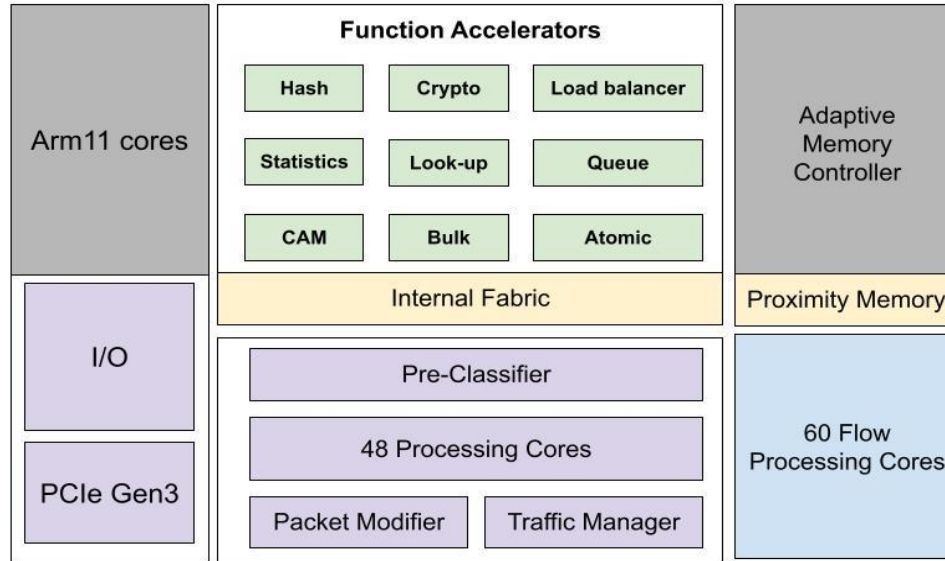 Arm11 cores
I/O
PCIe Gen3
Function Accelerators
Hash
Crypto
Load balancer
Statistics
Look-up
Queue
CAM
Bulk
Atomic
Internal Fabric
Pre-Classifier
48 Processing Cores
Packet Modifier
Traffic Manager
Adaptive
Memory
Controller
Proximity Memory
60 Flow
Processing Cores